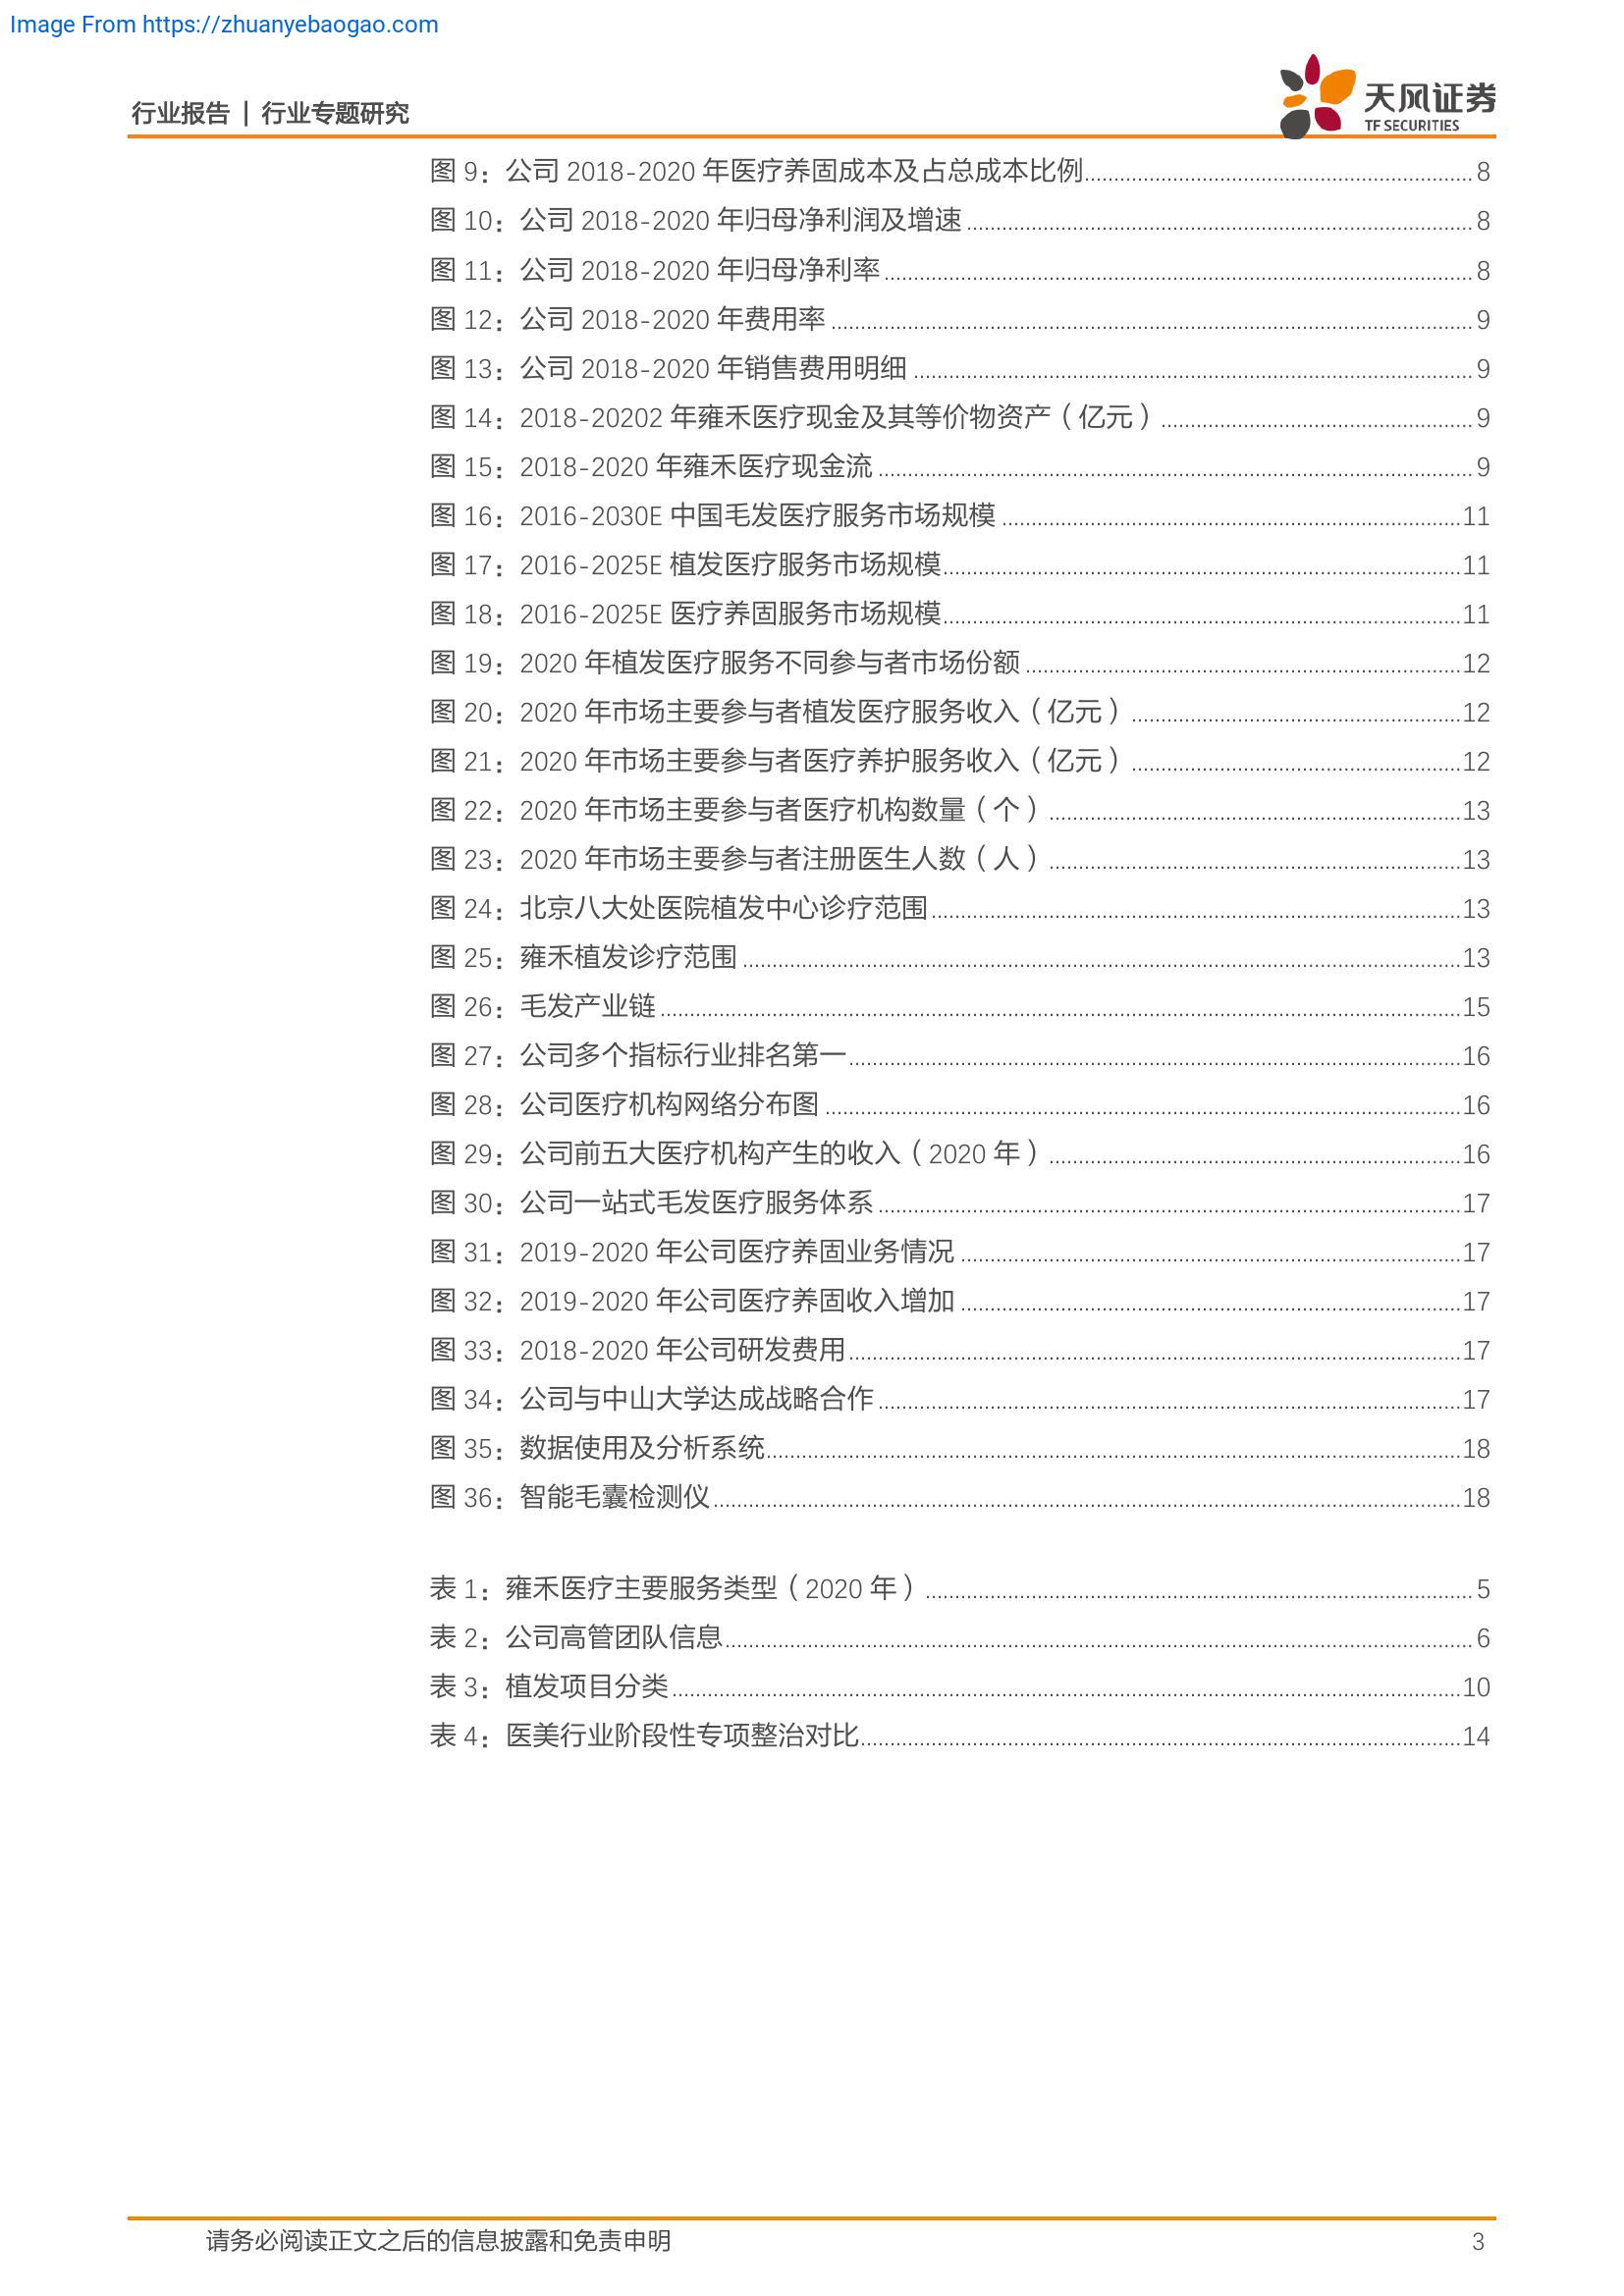 Image From https://zhuanyebaogao.com
行业报告 | 行业专题研究
天风证券
TF SECURITIES
图 9：公司 2018-2020 年医疗养固成本及占总成本比例 8
图 10：公司 2018-2020 年归母净利润及增速 8
图 11：公司 2018-2020 年归母净利率 8
图 12：公司 2018-2020 年费用率 9
图 13：公司 2018-2020 年销售费用明细 9
图 14：2018-20202 年雍禾医疗现金及其等价物资产（亿元） 9
图 15：2018-2020 年雍禾医疗现金流 9
图 16：2016-2030E 中国毛发医疗服务市场规模 11
图 17：2016-2025E 植发医疗服务市场规模 11
图 18：2016-2025E 医疗养固服务市场规模 11
图 19：2020 年植发医疗服务不同参与者市场份额 12
图 20：2020 年市场主要参与者植发医疗服务收入（亿元） 12
图 21：2020 年市场主要参与者医疗养护服务收入（亿元） 12
图 22：2020 年市场主要参与者医疗机构数量（个） 13
图 23：2020 年市场主要参与者注册医生人数（人） 13
图 24：北京八大处医院植发中心诊疗范围 13
图 25：雍禾植发诊疗范围 13
图 26：毛发产业链 15
图 27：公司多个指标行业排名第一 16
图 28：公司医疗机构网络分布图 16
图 29：公司前五大医疗机构产生的收入（2020 年） 16
图 30：公司一站式毛发医疗服务体系 17
图 31：2019-2020 年公司医疗养固业务情况 17
图 32：2019-2020 年公司医疗养固收入增加 17
图 33：2018-2020 年公司研发费用 17
图 34：公司与中山大学达成战略合作 17
图 35：数据使用及分析系统 18
图 36：智能毛囊检测仪 18
表 1：雍禾医疗主要服务类型（2020 年） 5
表 2：公司高管团队信息 6
表 3：植发项目分类 10
表 4：医美行业阶段性专项整治对比 14
请务必阅读正文之后的信息披露和免责申明 3